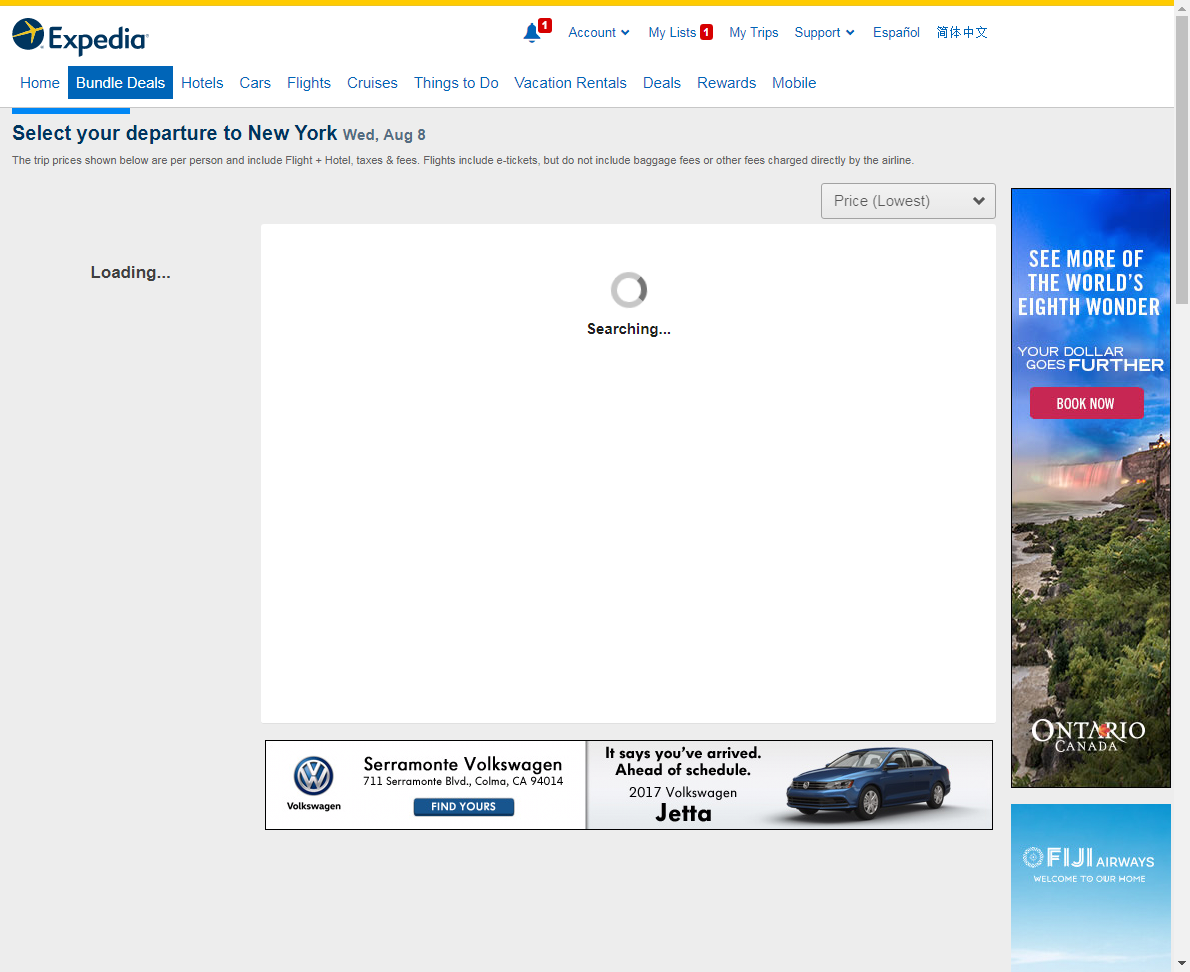 Expedia
1
Account
My Lists 1
My Trips
Support
Español
简体中文
Home
Bundle Deals
Hotels
Cars
Flights
Cruises
Things to Do
Vacation Rentals
Deals
Rewards
Mobile
Select your departure to New York Wed, Aug 8
The trip prices shown below are per person and include Flight + Hotel, taxes & fees. Flights include e-tickets, but do not include baggage fees or other fees charged directly by the airline.
Price (Lowest)
Loading...
Searching...
SEE MORE OF
THE WORLD'S
EIGHTH WONDER
YOUR DOLLAR
GOES FURTHER
BOOK NOW
ONTARIO
CANADA
Volkswagen
Serramonte Volkswagen
711 Serramonte Blvd., Colma, CA 94014
FIND YOURS
It says you've arrived.
Ahead of schedule.
2017 Volkswagen
Jetta
FIJI AIRWAYS
WELCOME TO OUR HOME